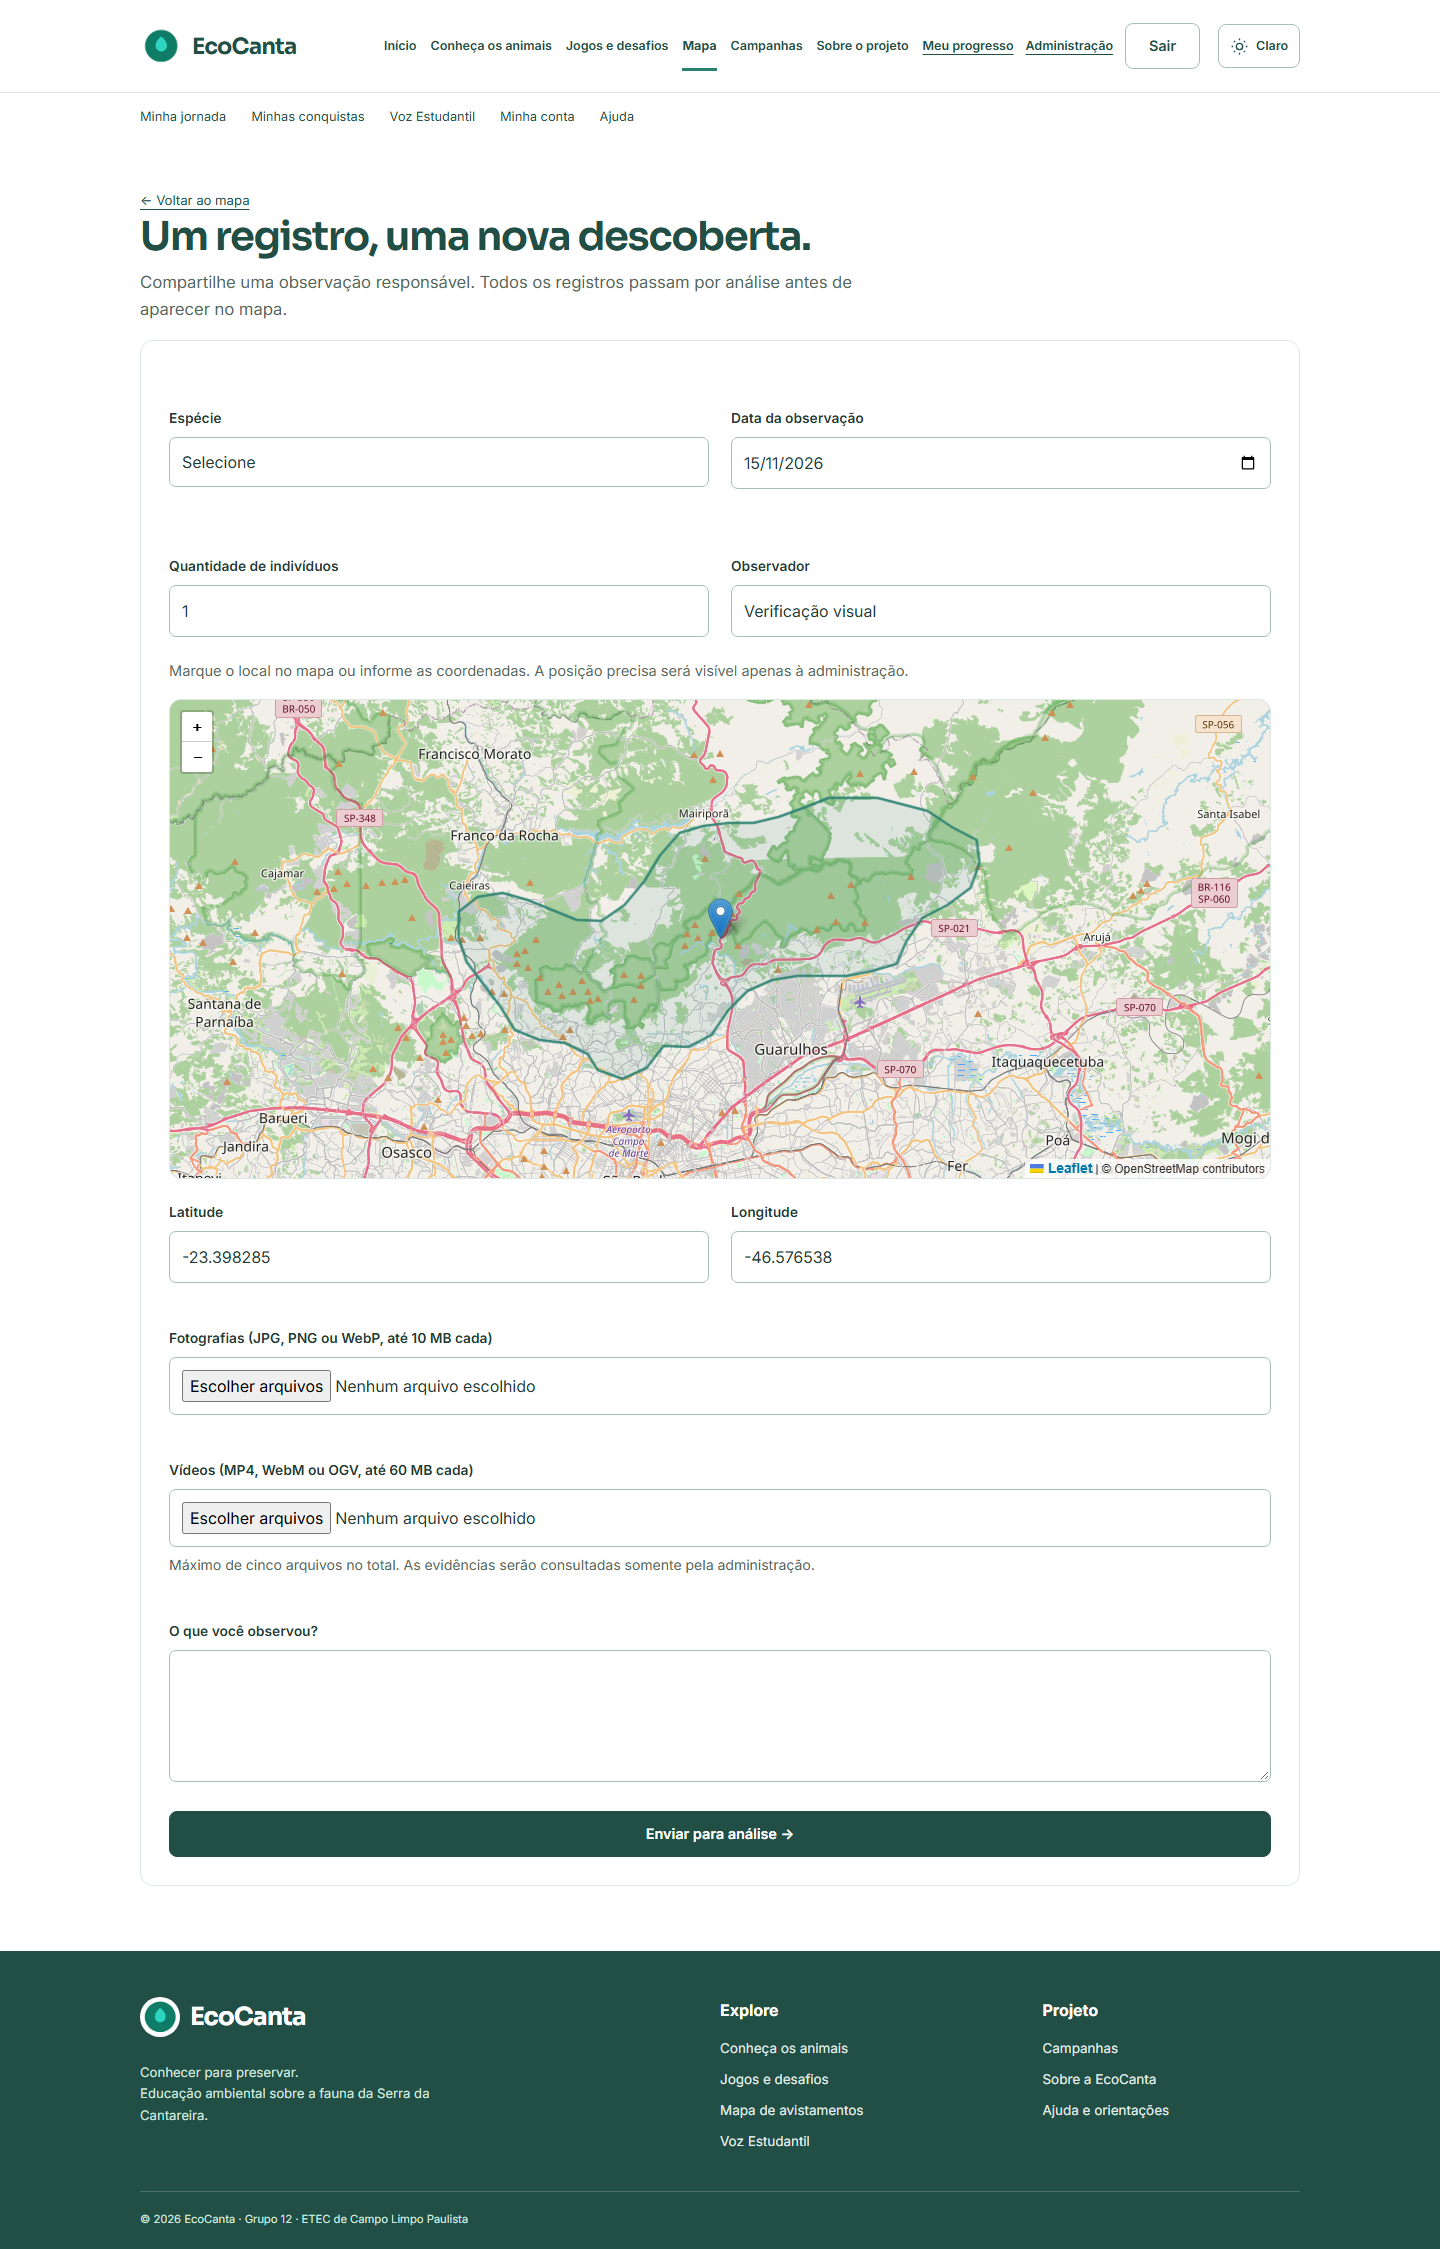 EcoCanta
Início
Conheça os animais
Jogos e desafios
Mapa
Campanhas
Sobre o projeto
Meu progresso
Administração
Sair
Claro
Minha jornada
Minhas conquistas
Voz Estudantil
Minha conta
Ajuda
← Voltar ao mapa
Um registro, uma nova descoberta.
Compartilhe uma observação responsável. Todos os registros passam por análise antes de
aparecer no mapa.
Espécie
Selecione
Data da observação
15/11/2026
Quantidade de indivíduos
1
Observador
Verificação visual
Marque o local no mapa ou informe as coordenadas. A posição precisa será visível apenas à administração.
+
−
BR-050
SP-056
Francisco Morato
SP-348
Mairiporã
Santa Isabel
Franco da Rocha
Cajamar
Caieiras
BR-116
SP-060
SP-021
Arujá
Santana de
Parnaíba
SP-070
Guarulhos
Itaquaquecetuba
SP-070
Barueri
Aeroporto
Campo
de Marte
Jandira
Osasco
Poá
Mogi d
Fer
Leaflet | © OpenStreetMap contributors
Latitude
-23.398285
Longitude
-46.576538
Fotografias (JPG, PNG ou WebP, até 10 MB cada)
Escolher arquivos Nenhum arquivo escolhido
Vídeos (MP4, WebM ou OGV, até 60 MB cada)
Escolher arquivos Nenhum arquivo escolhido
Máximo de cinco arquivos no total. As evidências serão consultadas somente pela administração.
O que você observou?
Enviar para análise →
EcoCanta
Conhecer para preservar.
Educação ambiental sobre a fauna da Serra da
Cantareira.
Explore
Conheça os animais
Jogos e desafios
Mapa de avistamentos
Voz Estudantil
Projeto
Campanhas
Sobre a EcoCanta
Ajuda e orientações
© 2026 EcoCanta · Grupo 12 · ETEC de Campo Limpo Paulista